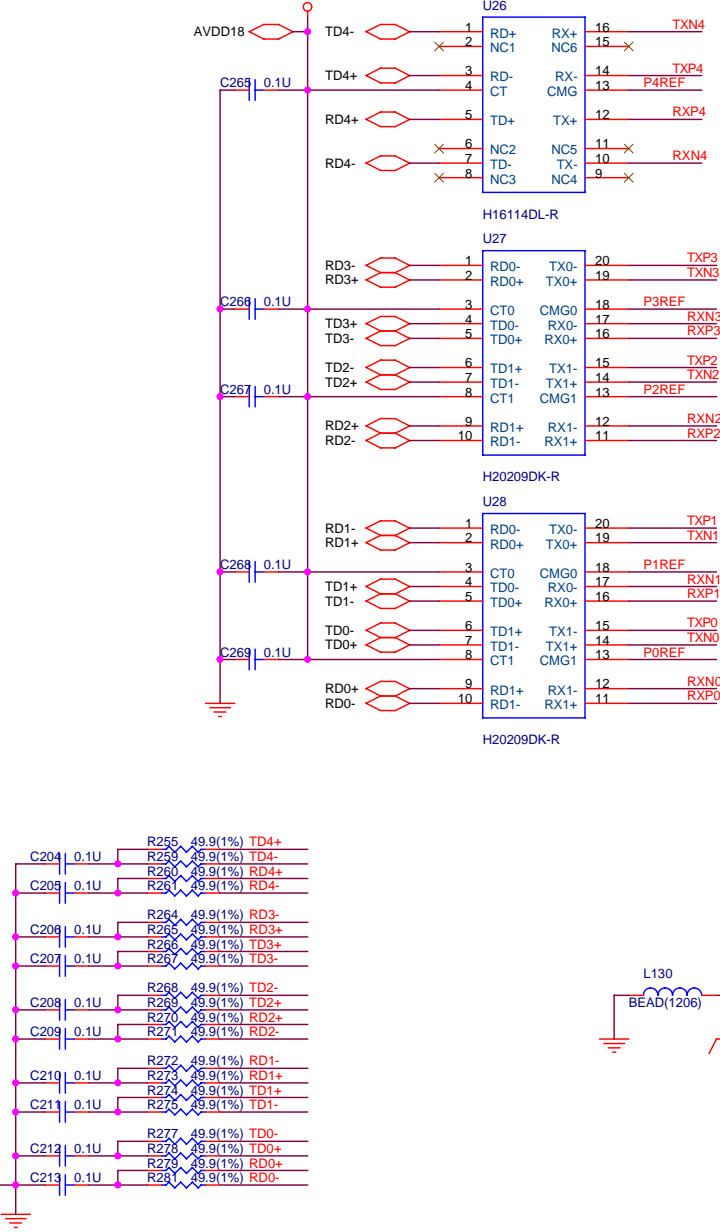 U26
AVDD18 TD4- 1 RD+ RX+ 16 TXN4
2 NC1 NC6 15
TD4+ 3 RD- RX- 14 TXP4
C265 0.1U 4 CT CMG 13 P4REF
RD4+ 5 TD+ TX+ 12 RXP4
6 NC2 NC5 11
RD4- 7 TD- TX- 10 RXN4
8 NC3 NC4 9
H16114DL-R
U27
RD3- 1 RD0- TX0- 20 TXP3
RD3+ 2 RD0+ TX0+ 19 TXN3
C266 0.1U 3 CT0 CMG0 18 P3REF
TD3+ 4 TD0- RX0- 17 RXN3
TD3- 5 TD0+ RX0+ 16 RXP3
TD2- 6 TD1+ TX1- 15 TXP2
TD2+ 7 TD1- TX1+ 14 TXN2
C267 0.1U 8 CT1 CMG1 13 P2REF
RD2+ 9 RD1+ RX1- 12 RXN2
RD2- 10 RD1- RX1+ 11 RXP2
H20209DK-R
U28
RD1- 1 RD0- TX0- 20 TXP1
RD1+ 2 RD0+ TX0+ 19 TXN1
C268 0.1U 3 CT0 CMG0 18 P1REF
TD1+ 4 TD0- RX0- 17 RXN1
TD1- 5 TD0+ RX0+ 16 RXP1
TD0- 6 TD1+ TX1- 15 TXP0
TD0+ 7 TD1- TX1+ 14 TXN0
C269 0.1U 8 CT1 CMG1 13 P0REF
RD0+ 9 RD1+ RX1- 12 RXN0
RD0- 10 RD1- RX1+ 11 RXP0
H20209DK-R
R255 49.9(1%) TD4+
C204 0.1U R259 49.9(1%) TD4-
R260 49.9(1%) RD4+
C205 0.1U R261 49.9(1%) RD4-
R264 49.9(1%) RD3-
C206 0.1U R265 49.9(1%) RD3+
R266 49.9(1%) TD3+
C207 0.1U R267 49.9(1%) TD3-
R268 49.9(1%) TD2-
C208 0.1U R269 49.9(1%) TD2+
R270 49.9(1%) RD2+
C209 0.1U R271 49.9(1%) RD2-
R272 49.9(1%) RD1-
C210 0.1U R273 49.9(1%) RD1+
R274 49.9(1%) TD1+
C211 0.1U R275 49.9(1%) TD1-
R277 49.9(1%) TD0-
C212 0.1U R278 49.9(1%) TD0+
R279 49.9(1%) RD0+
C213 0.1U R281 49.9(1%) RD0-
L130
BEAD(1206)